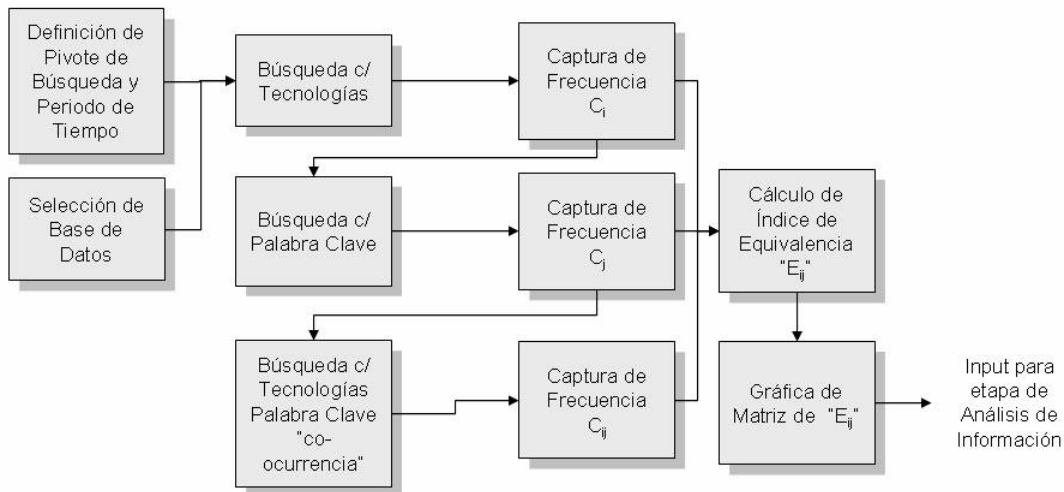 Definición de
Pivote de
Búsqueda y
Periodo de
Tiempo
Selección de
Base de
Datos
Búsqueda c/
Tecnologías
Captura de
Frecuencia
Ci
Búsqueda c/
Palabra Clave
Captura de
Frecuencia
Cj
Búsqueda c/
Tecnologías
Palabra Clave
"co-
ocurrencia"
Captura de
Frecuencia
Cij
Cálculo de
Índice de
Equivalencia
"Eij"
Gráfica de
Matriz de "Eij"
Input para
etapa de
Análisis de
Información